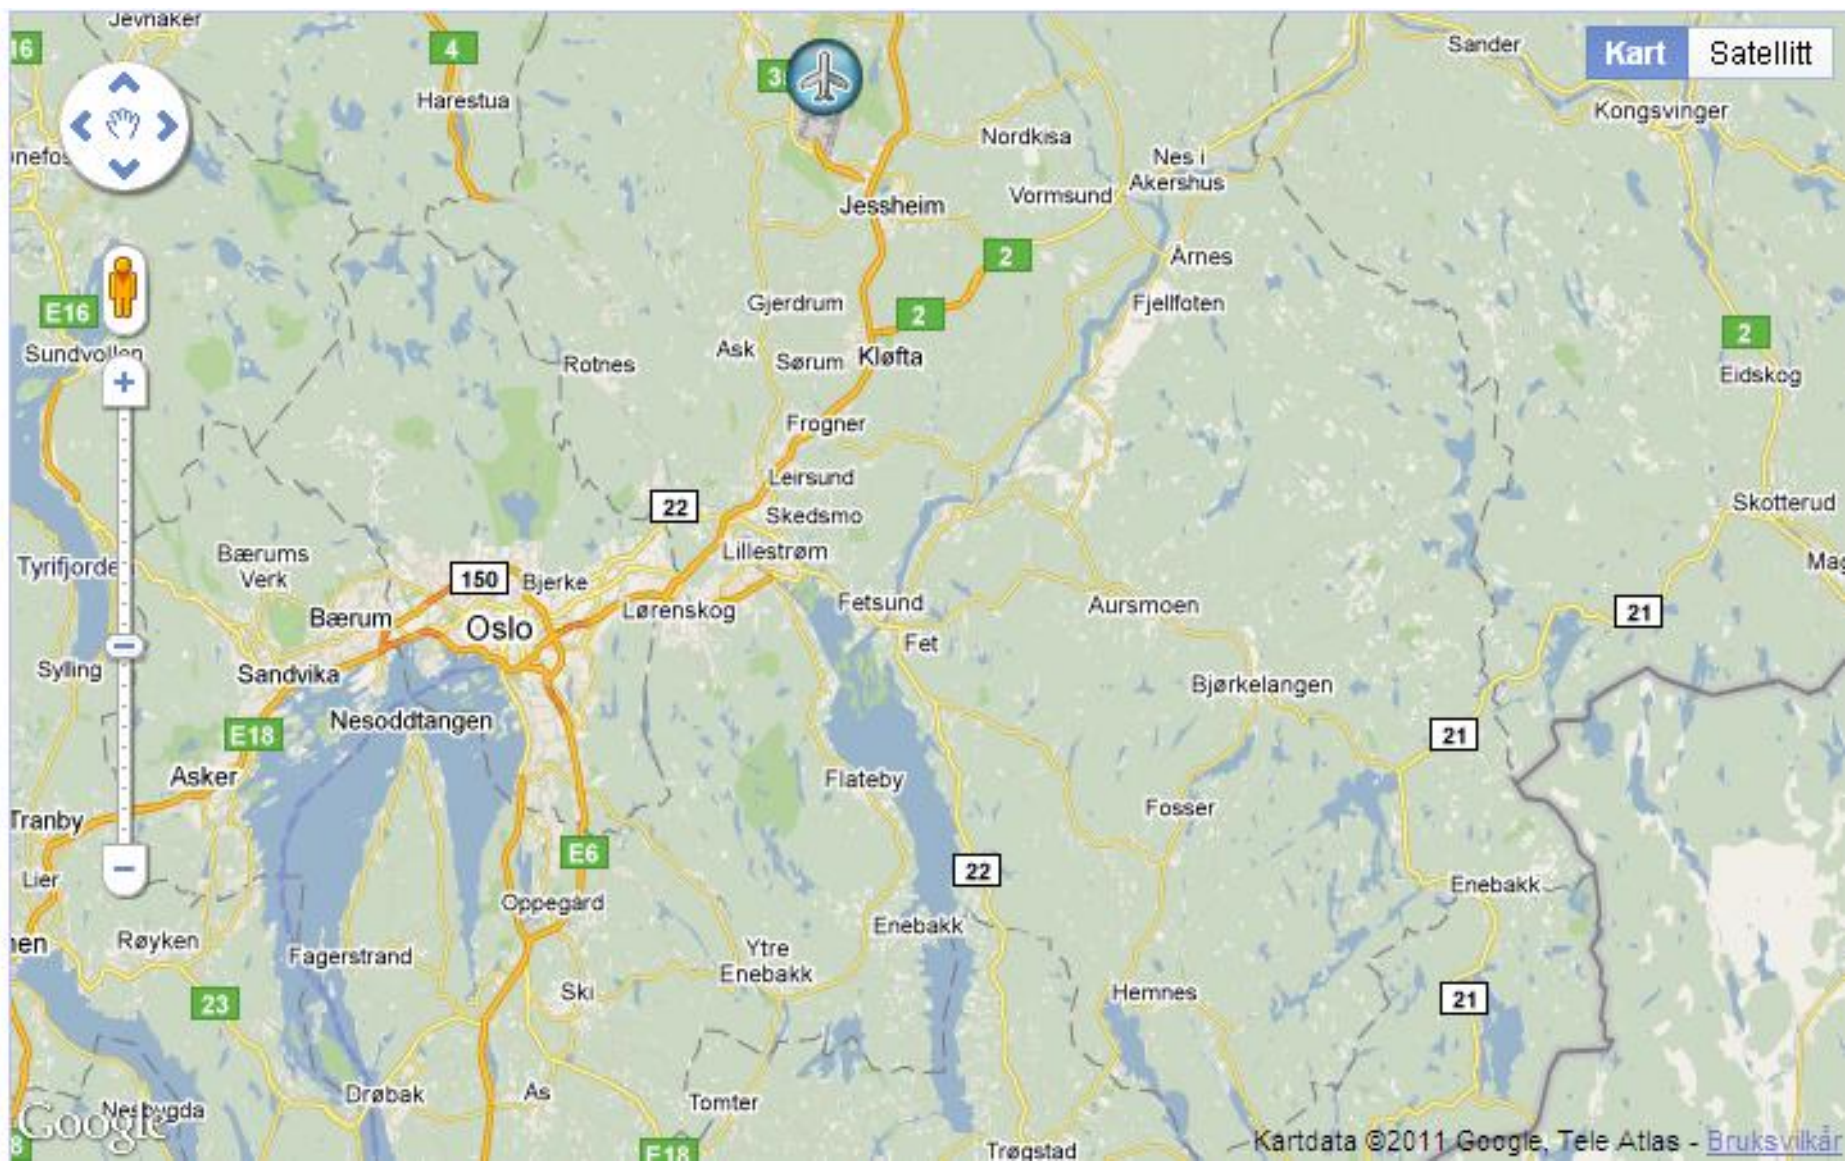 Jevnaker
16
4
Harestua
Sander
Kart
Satellitt
Kongsvinger
Nordkisa
Nes i
Akershus
Vormsund
Jessheim
2
Årnes
Fjellfoten
Gjerdrum
2
E16
Sundvollen
Rotnes
Ask
Sørum
Kløfta
2
Eidskog
Frogner
Leirsund
22
Skedsmo
Skotterud
Lillestrøm
Bærums
Verk
Tyrifjorde
150
Bjerke
Lørenskog
Fetsund
Aursmoen
21
Bærum
Oslo
Fet
Sylling
Sandvika
Bjørkelangen
Nesoddtangen
E18
21
Asker
Flateby
Fosser
Tranby
E6
22
Lier
Oppegård
Enebakk
Enebakk
Røyken
Fagerstrand
Ytre
Enebakk
Ski
Hemnes
23
21
Drøbak
Ås
Tomter
Nesbygda
Google
E18
Trøgstad
Kartdata ©2011 Google, Tele Atlas - Bruksvilkår